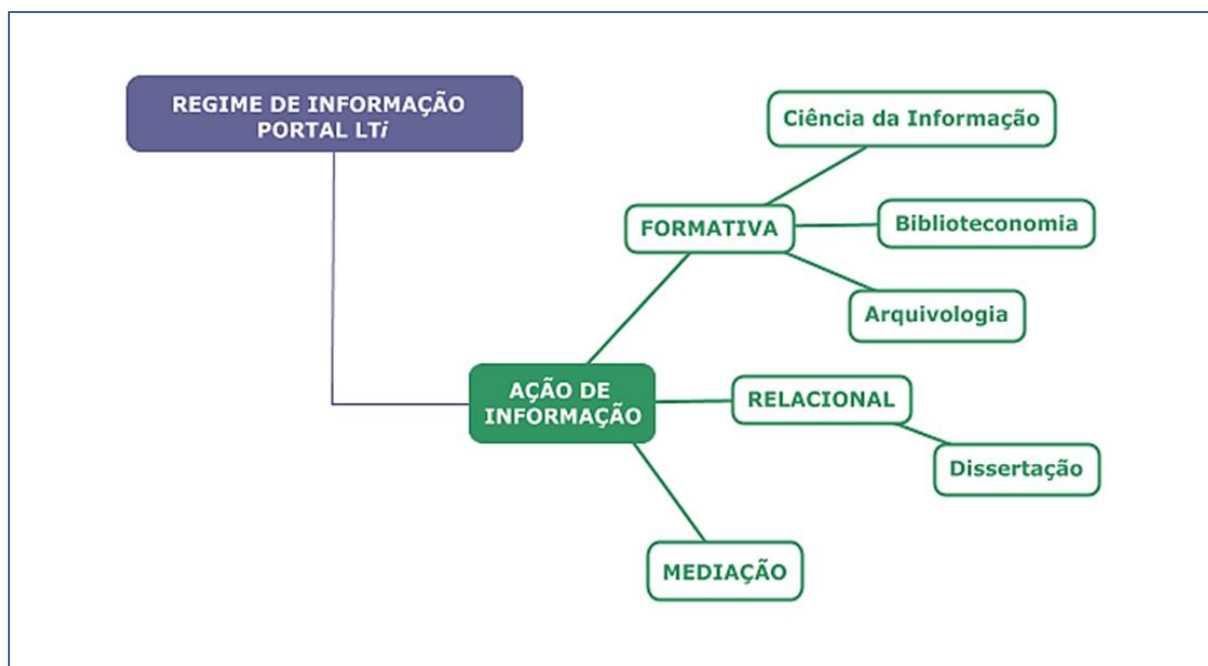 REGIME DE INFORMAÇÃO
PORTAL LTi
Ciência da Informação
FORMATIVA
Biblioteconomia
Arquivologia
AÇÃO DE
INFORMAÇÃO
RELACIONAL
Dissertação
MEDIAÇÃO